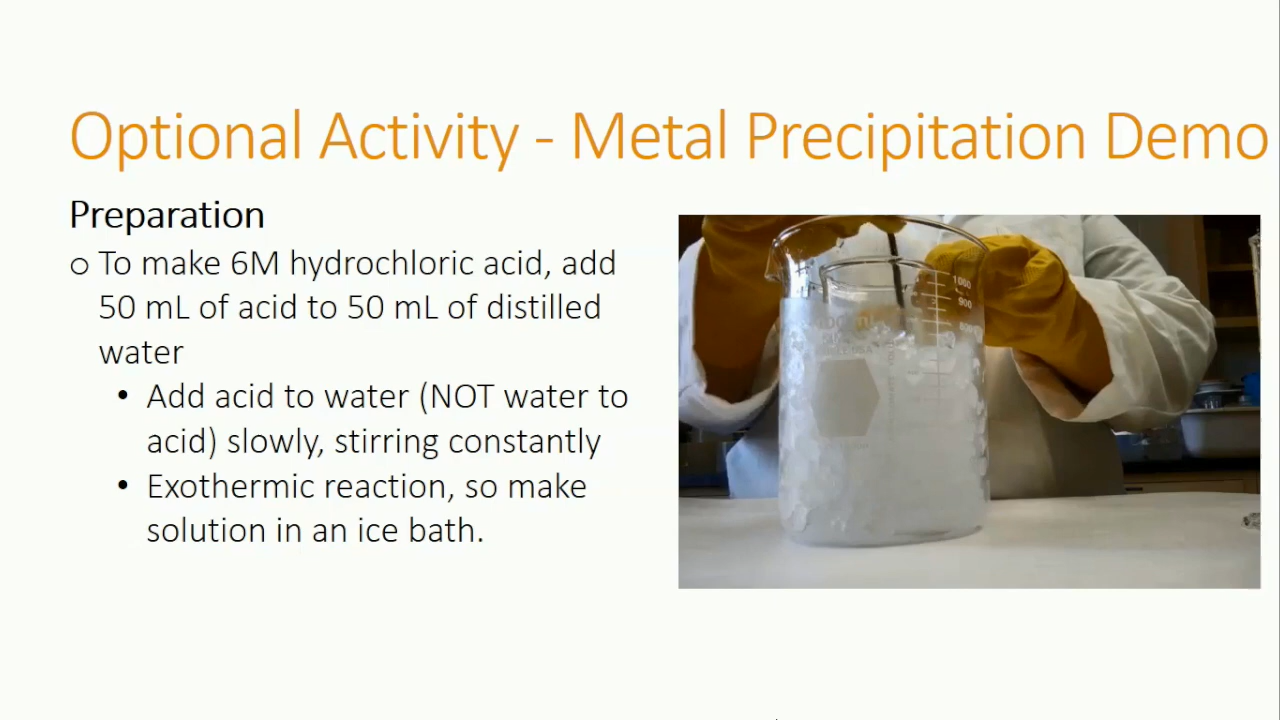 Optional Activity - Metal Precipitation Demo
Preparation
o To make 6M hydrochloric acid, add
50 mL of acid to 50 mL of distilled
water
• Add acid to water (NOT water to
acid) slowly, stirring constantly
• Exothermic reaction, so make
solution in an ice bath.
1000
900